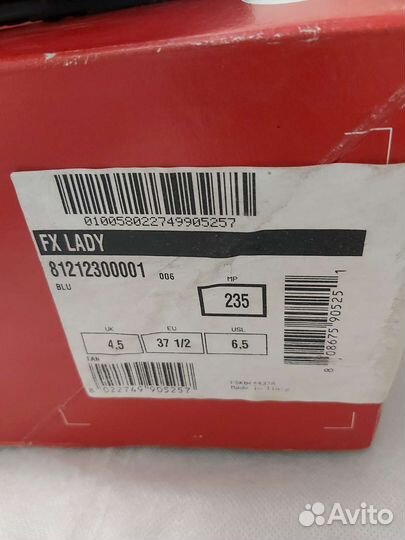 010058022749905257
FX LADY
81212300001 006
BLU
MP
235
UK EU USL
4,5 37 1/2 6.5
FAN
8 022749 905257
8 08675 90525 1
Made in Italy
Avito